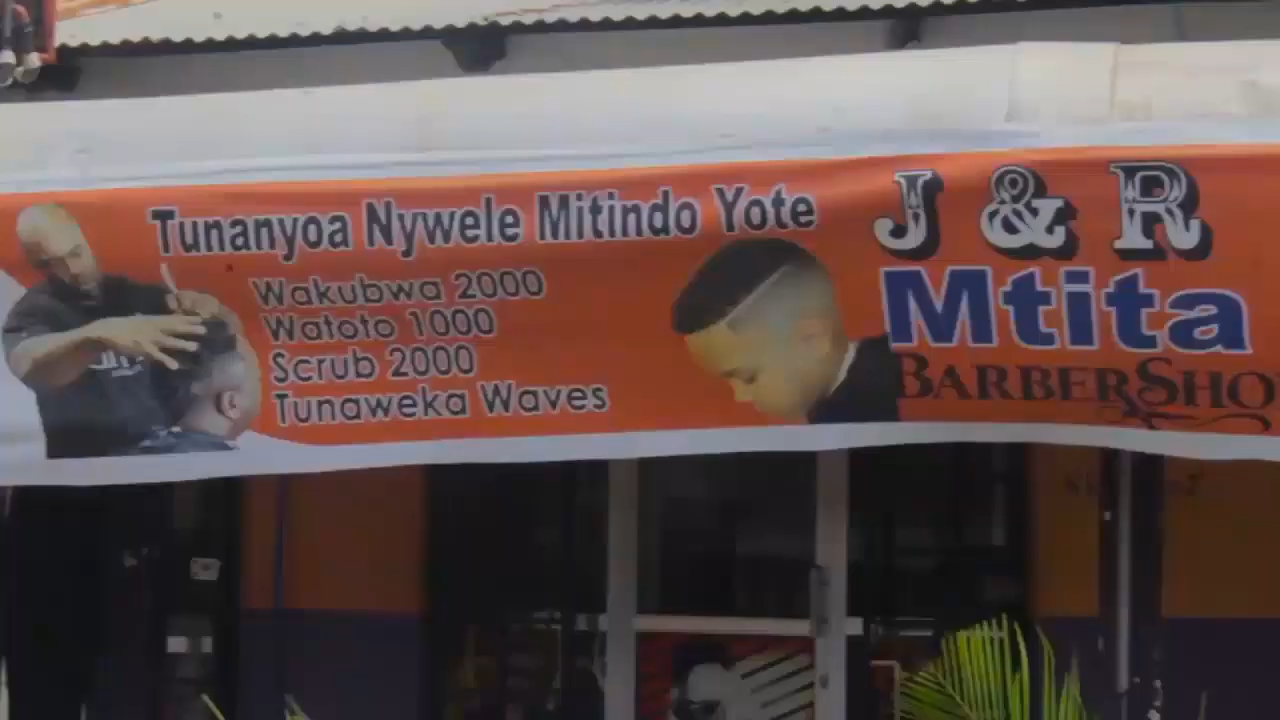 Tunanyoa Nywele Mitindo Yote
Wakubwa 2000
Watoto 1000
Scrub 2000
Tunaweka Waves
J & R
Mtita
BARBERSHO